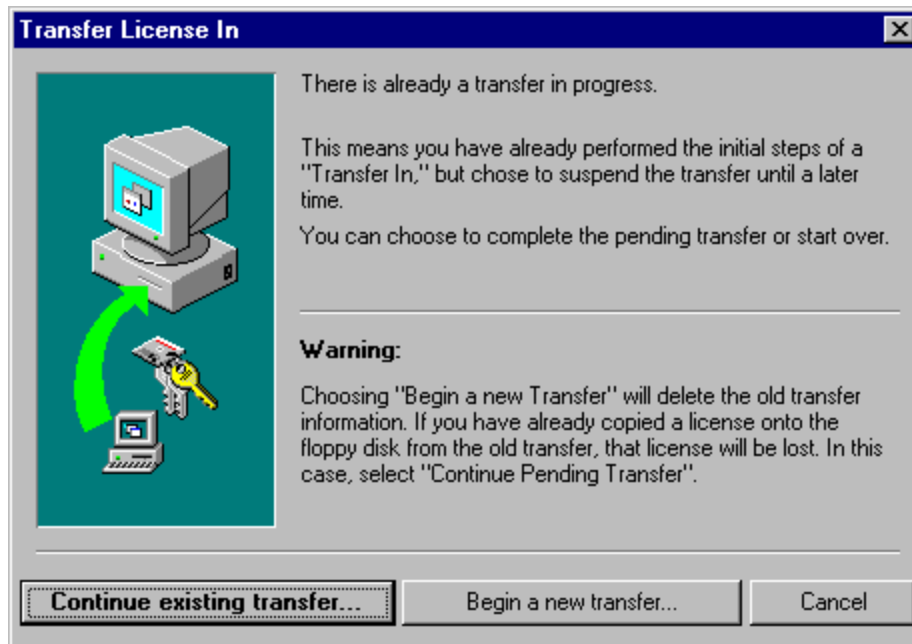 Transfer License In
There is already a transfer in progress.
This means you have already performed the initial steps of a
"Transfer In," but chose to suspend the transfer until a later
time.
You can choose to complete the pending transfer or start over.
Warning:
Choosing "Begin a new Transfer" will delete the old transfer
information. If you have already copied a license onto the
floppy disk from the old transfer, that license will be lost. In this
case, select "Continue Pending Transfer".
Continue existing transfer...
Begin a new transfer...
Cancel